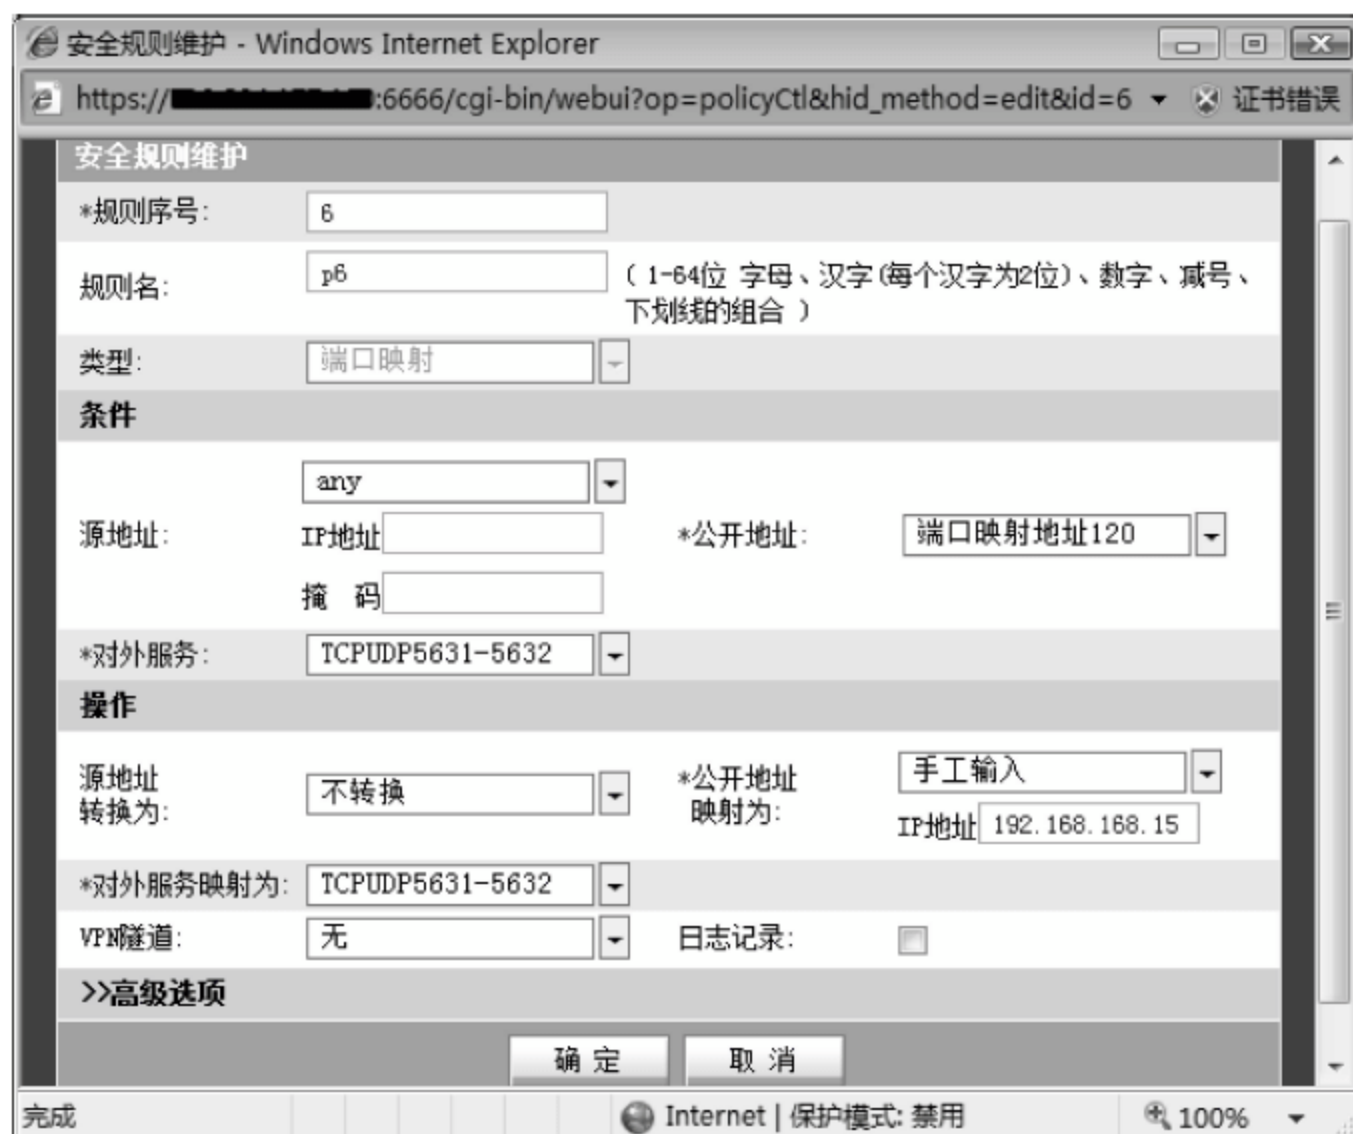 安全规则维护 - Windows Internet Explorer
https:// :6666/cgi-bin/webui?op=policyCtl&hid_method=edit&id=6 证书错误
安全规则维护
*规则序号: 6
规则名: p6 ( 1-64位 字母、汉字(每个汉字为2位)、数字、减号、
下划线的组合 )
类型: 端口映射
条件
any
源地址: IP地址 *公开地址: 端口映射地址120
掩 码
*对外服务: TCPUDP5631-5632
操作
源地址
转换为: 不转换 *公开地址
映射为: 手工输入
IP地址 192.168.168.15
*对外服务映射为: TCPUDP5631-5632
VPN隧道: 无 日志记录:
>>高级选项
确 定 取 消
完成 Internet | 保护模式: 禁用 100%